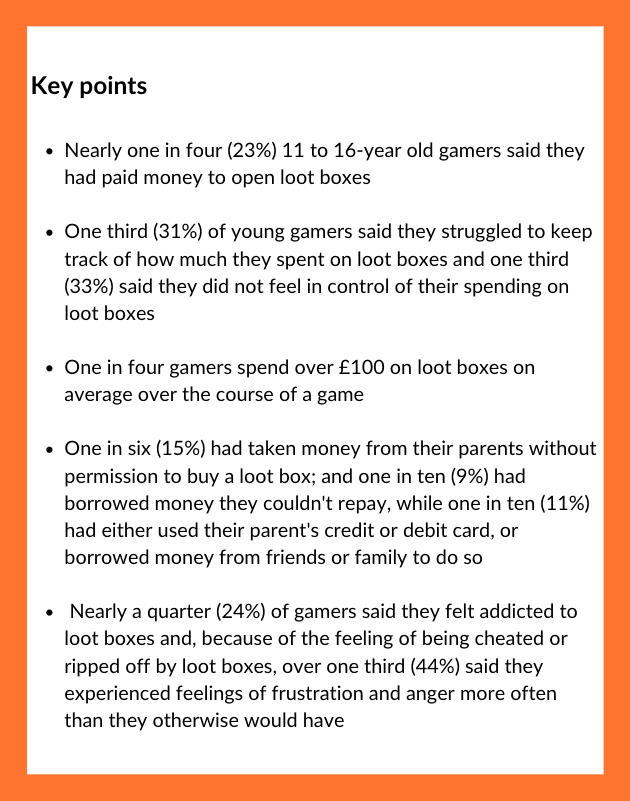 Key points
• Nearly one in four (23%) 11 to 16-year old gamers said they
had paid money to open loot boxes
• One third (31%) of young gamers said they struggled to keep
track of how much they spent on loot boxes and one third
(33%) said they did not feel in control of their spending on
loot boxes
• One in four gamers spend over £100 on loot boxes on
average over the course of a game
• One in six (15%) had taken money from their parents without
permission to buy a loot box; and one in ten (9%) had
borrowed money they couldn't repay, while one in ten (11%)
had either used their parent's credit or debit card, or
borrowed money from friends or family to do so
• Nearly a quarter (24%) of gamers said they felt addicted to
loot boxes and, because of the feeling of being cheated or
ripped off by loot boxes, over one third (44%) said they
experienced feelings of frustration and anger more often
than they otherwise would have